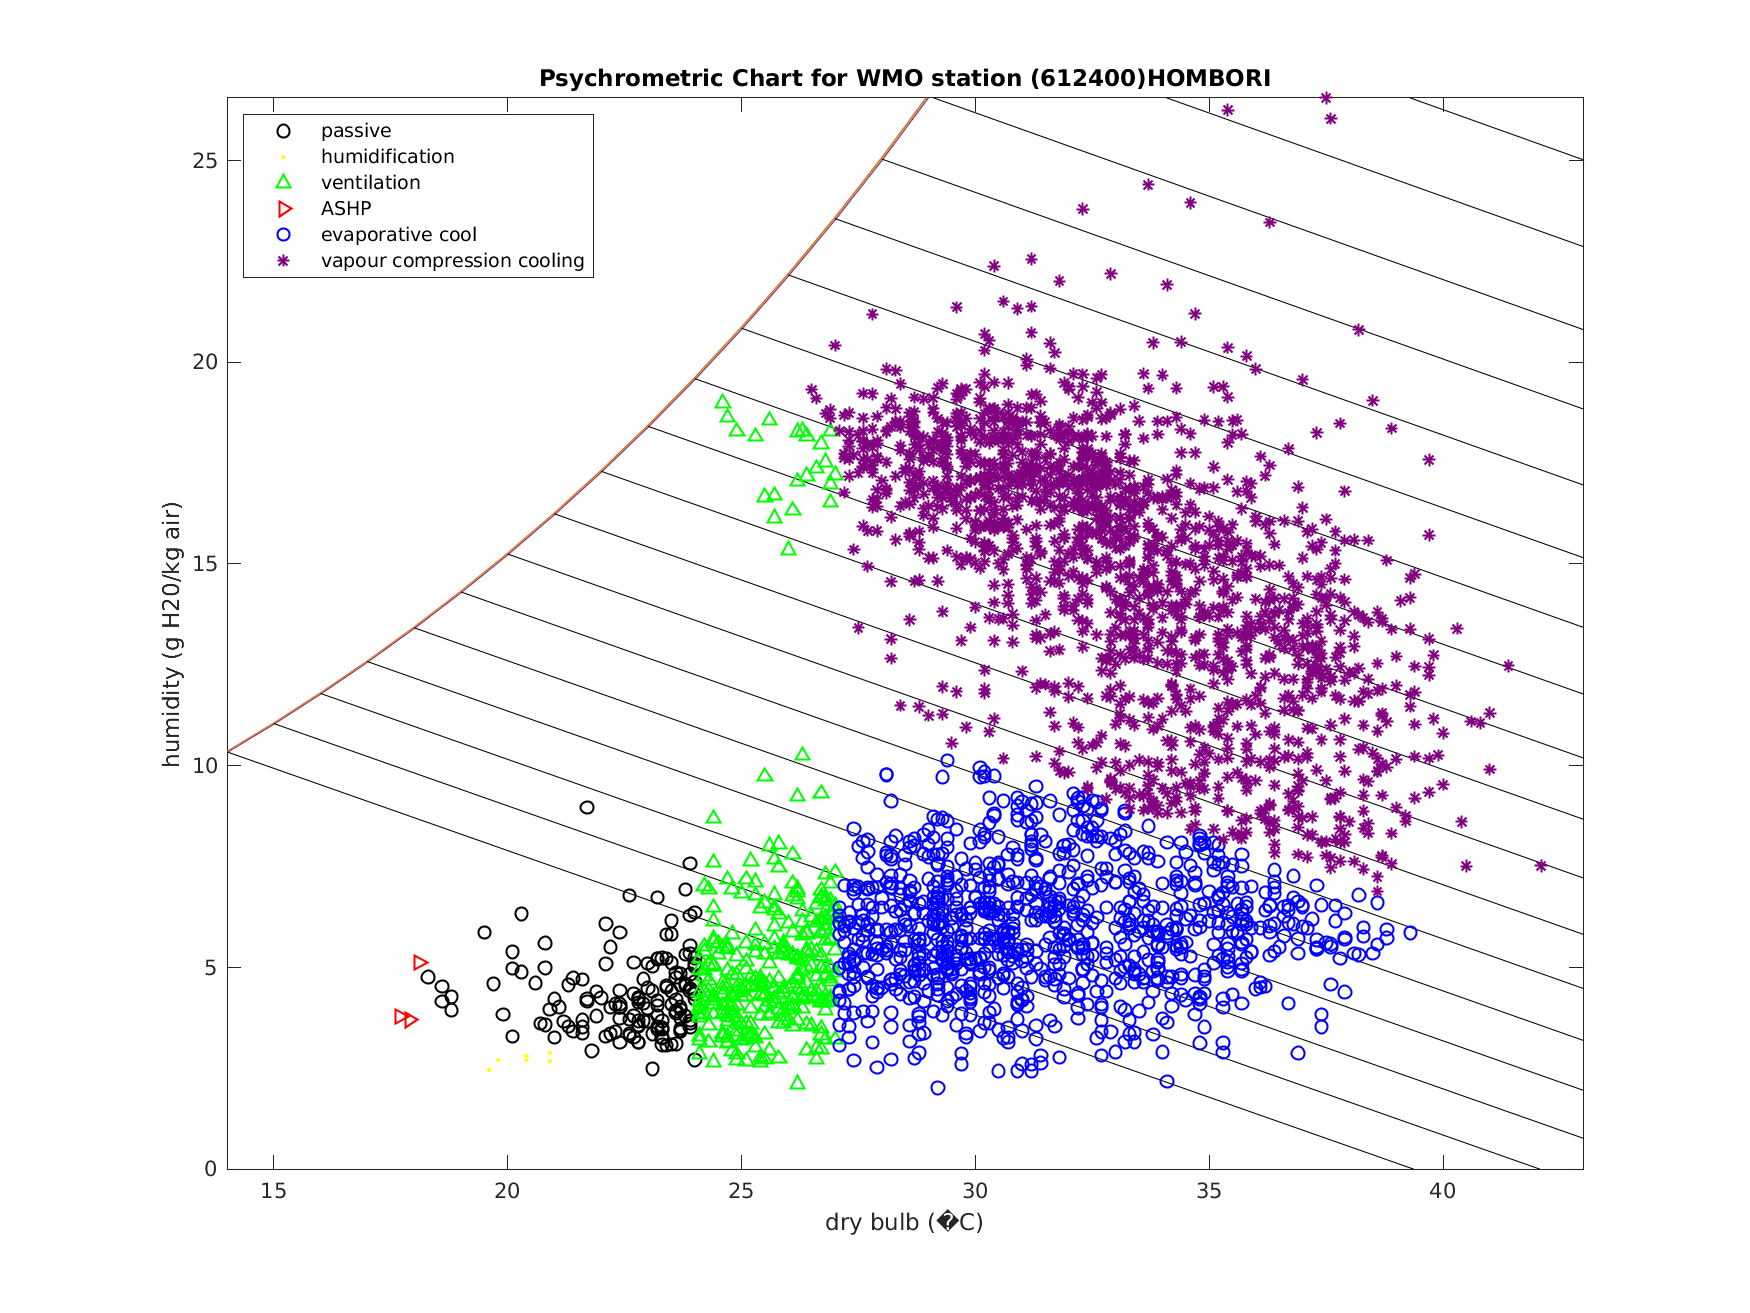 Psychrometric Chart for WMO station (612400)HOMBORI
passive
humidification
ventilation
ASHP
evaporative cool
vapour compression cooling
humidity (g H20/kg air)
25
20
15
10
5
0
15
20
25
30
35
40
dry bulb (�C)